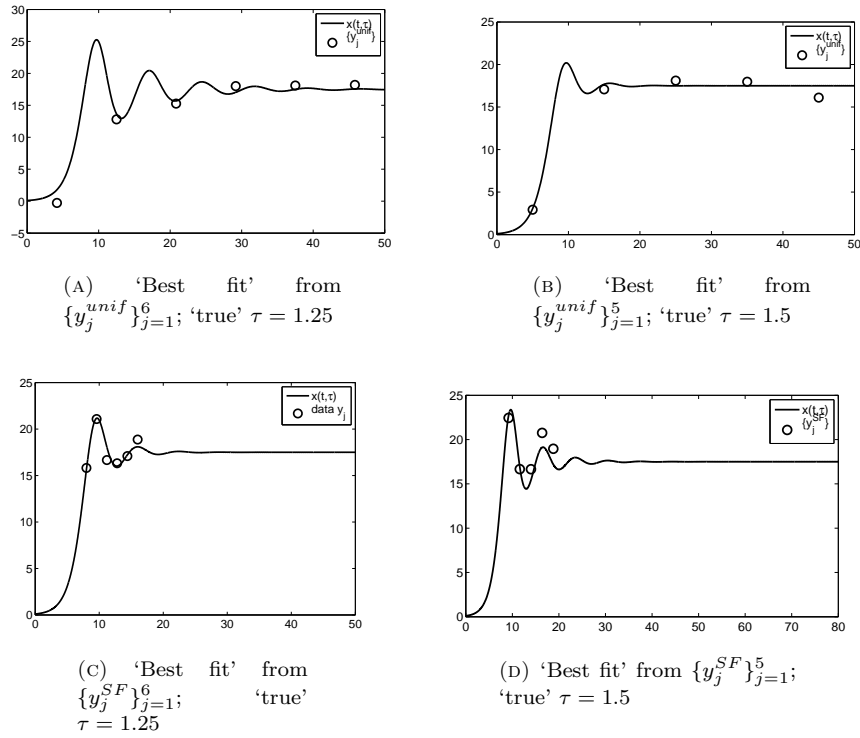 30
25
20
15
10
5
0
−5
0 10 20 30 40 50
x(t,τ)
{y_j^{unif}}
(A) 'Best fit' from
{y_j^{unif}}_{j=1}^6; 'true' τ = 1.25
25
20
15
10
5
0
0 10 20 30 40 50
x(t,τ)
{y_j^{unif}}
(B) 'Best fit' from
{y_j^{unif}}_{j=1}^5; 'true' τ = 1.5
25
20
15
10
5
0
0 10 20 30 40 50
x(t,τ)
data y_j
(C) 'Best fit' from
{y_j^{SF}}_{j=1}^6; 'true'
τ = 1.25
25
20
15
10
5
0
0 10 20 30 40 50 60 70 80
x(t,τ)
{y_j^{SF}}
(D) 'Best fit' from {y_j^{SF}}_{j=1}^5;
'true' τ = 1.5